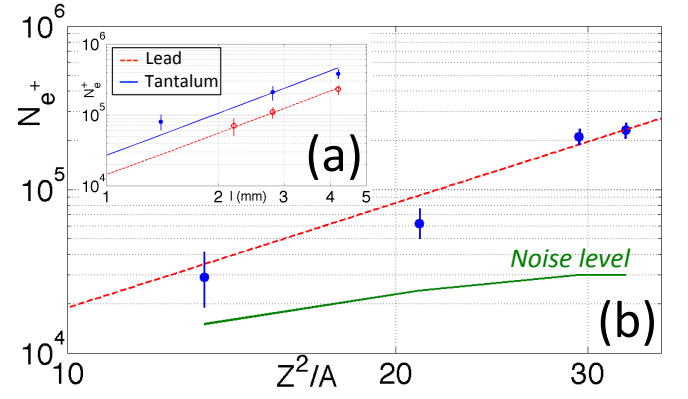 10^6
N_e^+
10^5
10^4
10
20
30
Z^2/A
Noise level
(b)
10^6
N_e^+
10^5
10^4
1
2
l (mm)
3
4
5
Lead
Tantalum
(a)